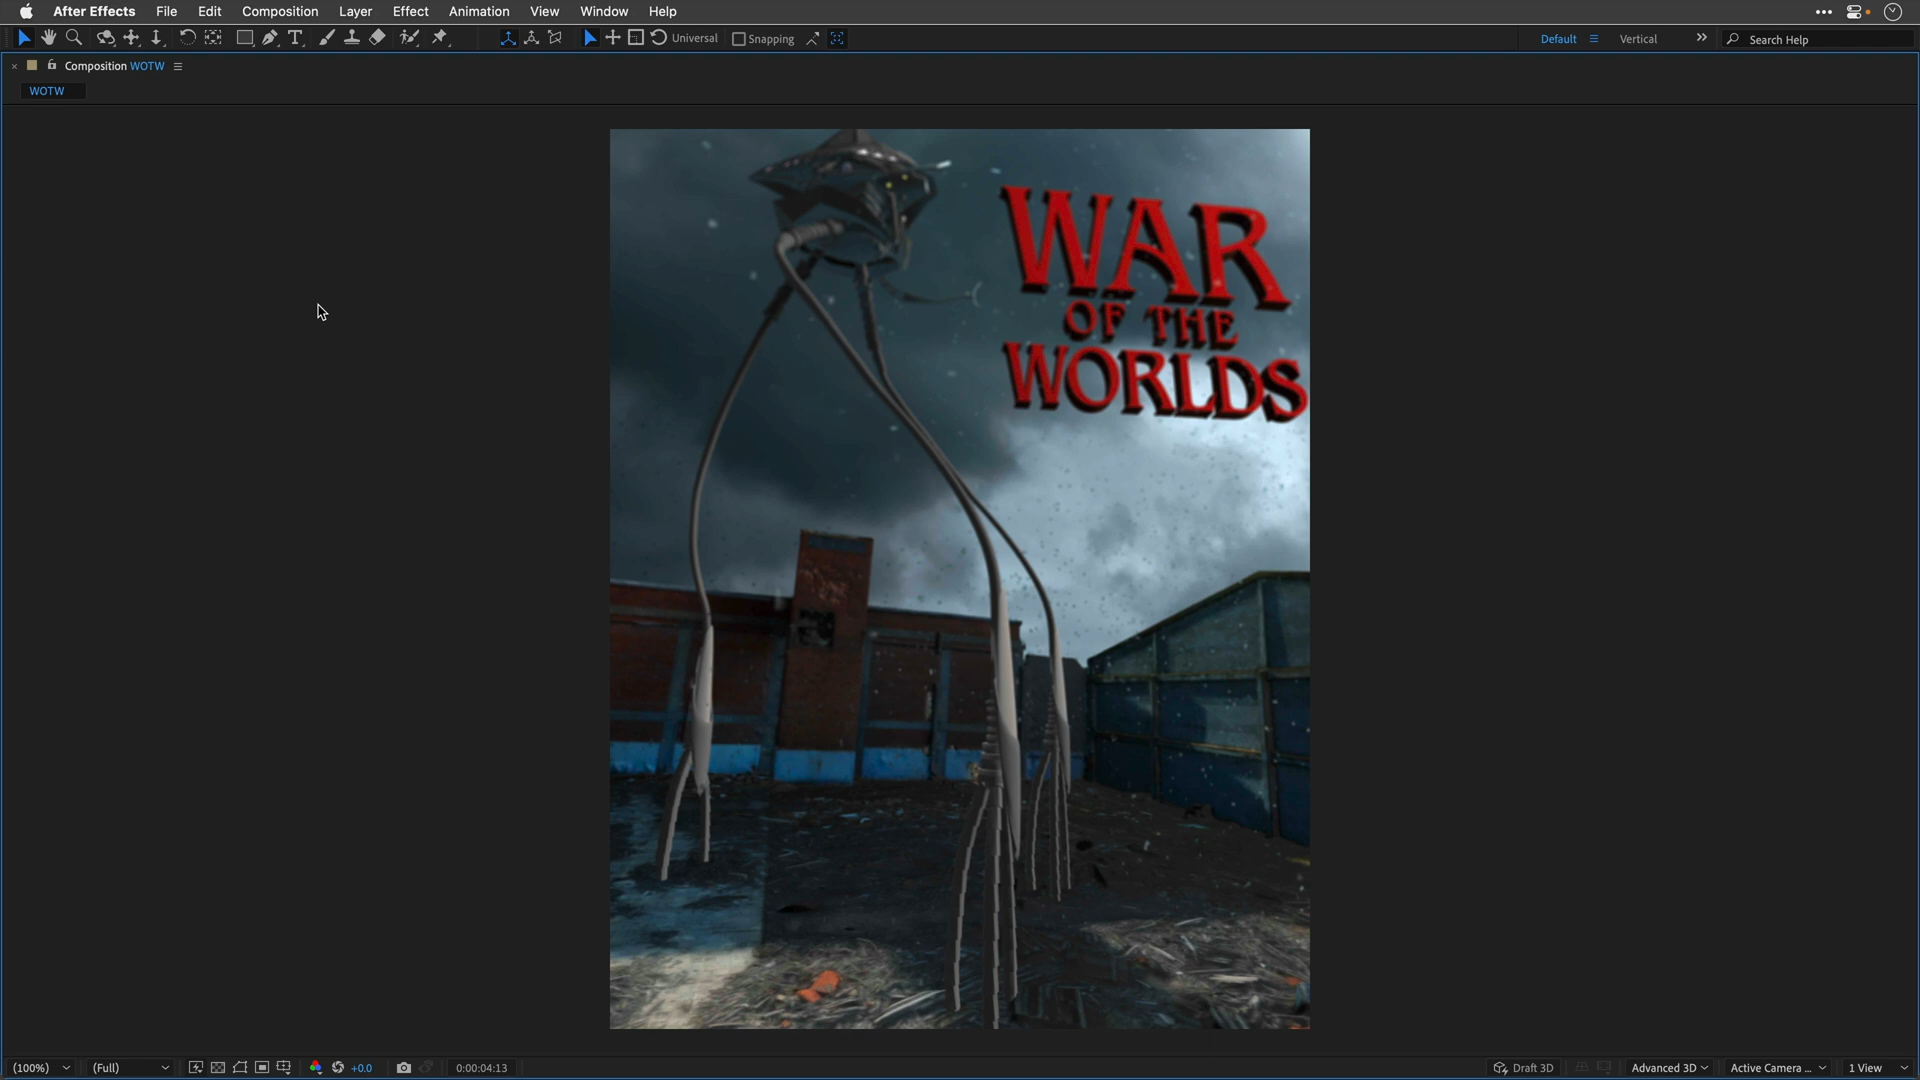 After Effects File Edit Composition Layer Effect Animation View Window Help
Universal Snapping Default Vertical Search Help
Composition WOTW
WOTW
WAR
OF THE
WORLDS
(100%) (Full) +0.0 0:00:04:13 Draft 3D Advanced 3D Active Camera ... 1 View